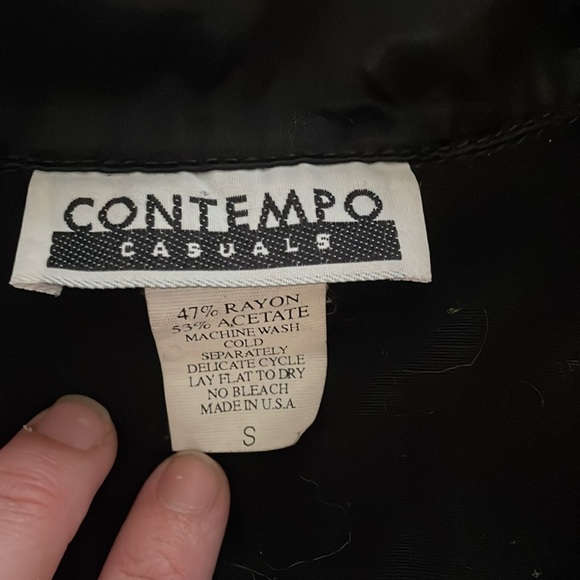 CONTEMPO
CASUALS
47% RAYON
53% ACETATE
MACHINE WASH
COLD
SEPARATELY
DELICATE CYCLE
LAY FLAT TO DRY
NO BLEACH
MADE IN U.S.A
S